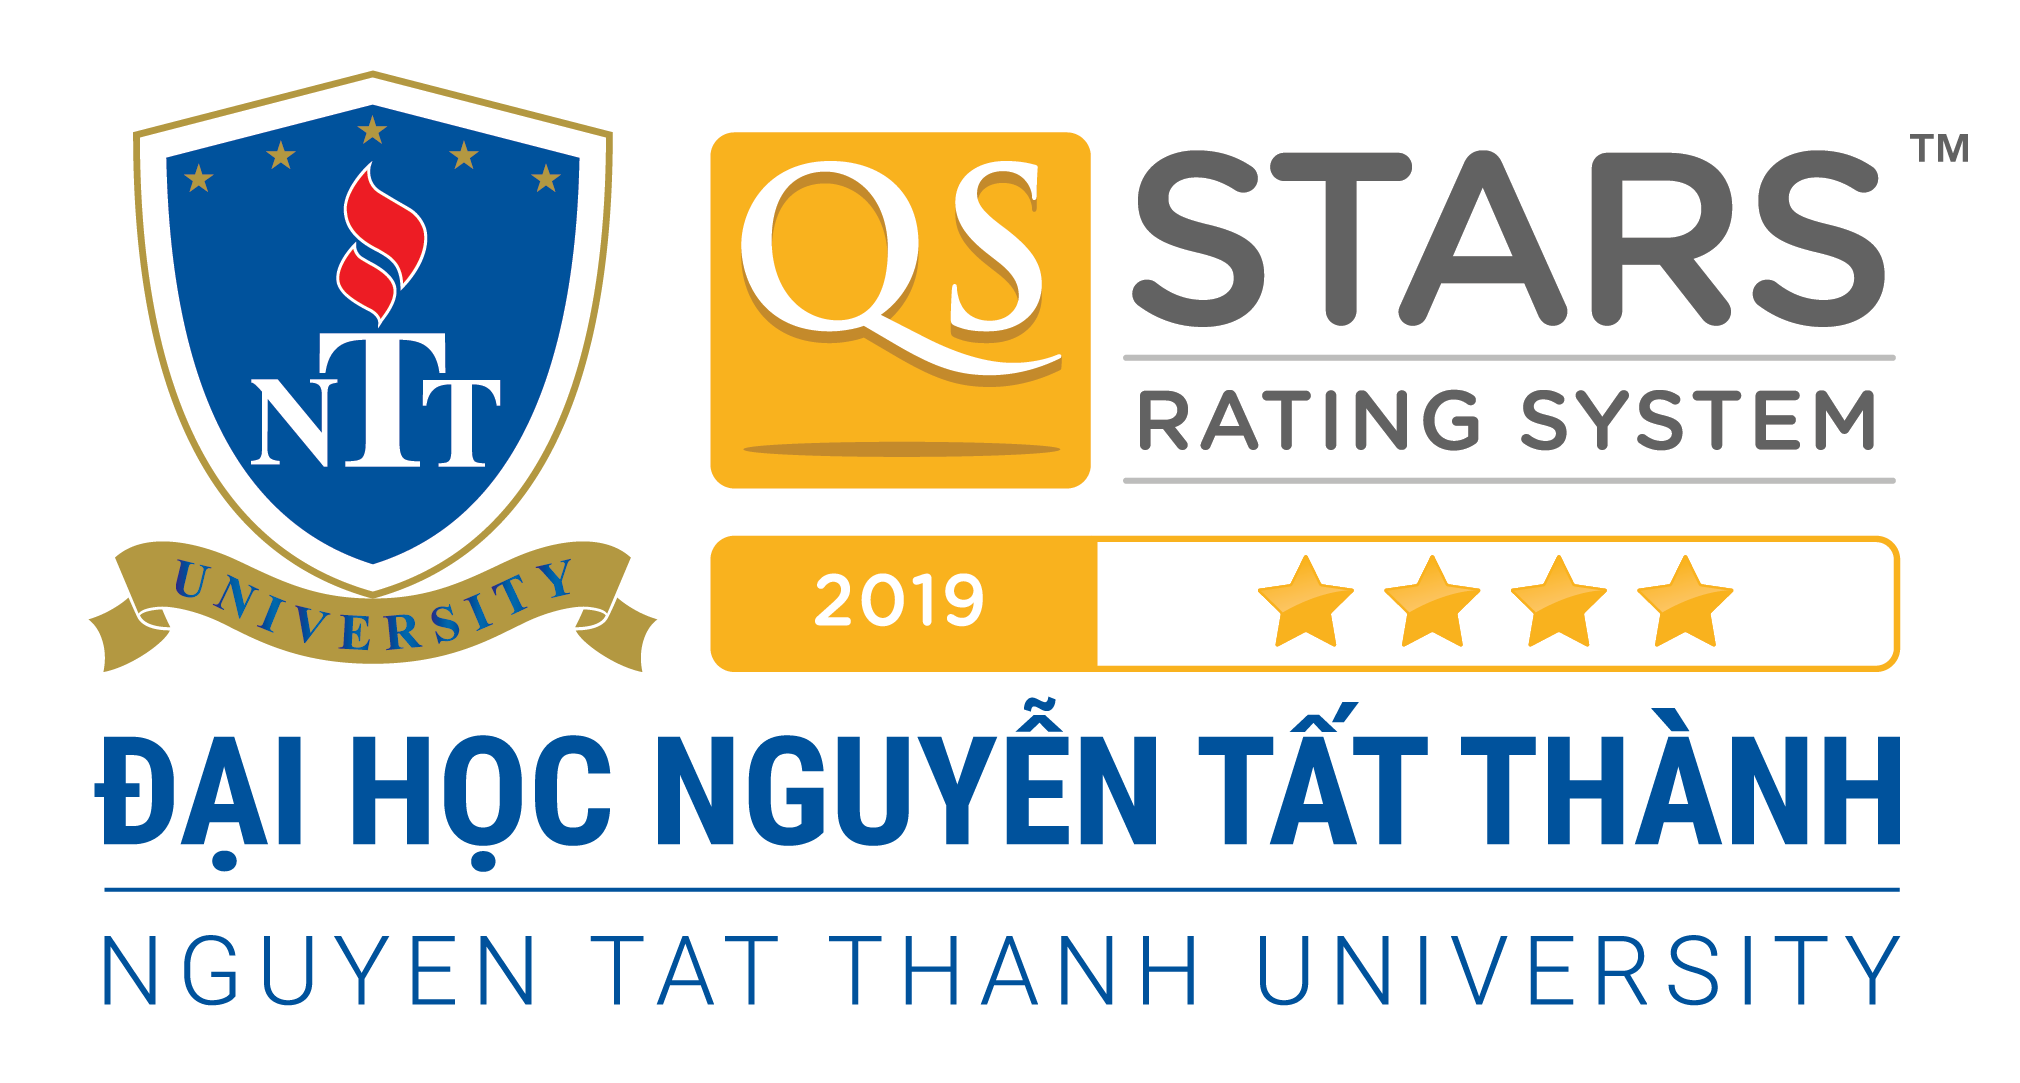 NTT
UNIVERSITY
QS
STARS™
RATING SYSTEM
2019
ĐẠI HỌC NGUYỄN TẤT THÀNH
NGUYEN TAT THANH UNIVERSITY